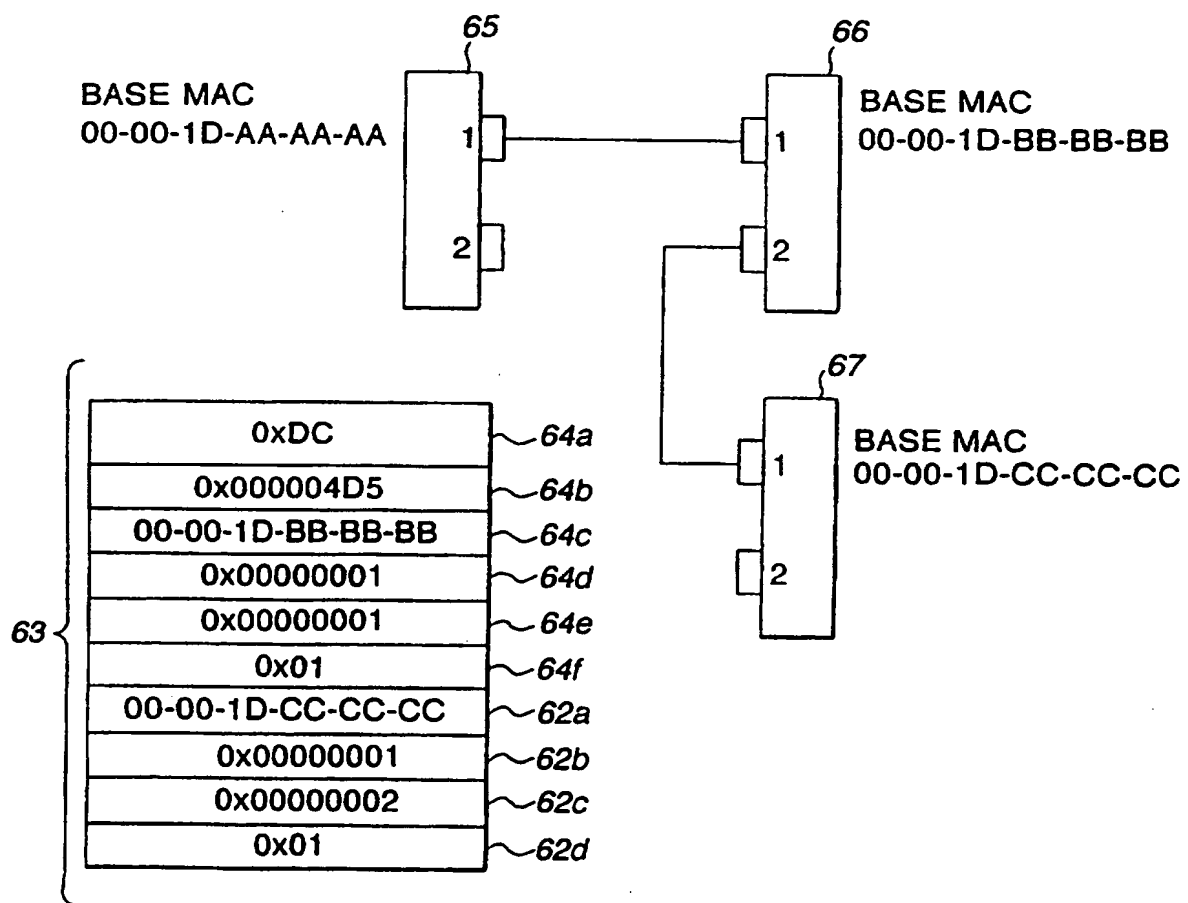 65
BASE MAC
00-00-1D-AA-AA-AA
1
2
66
BASE MAC
00-00-1D-BB-BB-BB
1
2
67
BASE MAC
00-00-1D-CC-CC-CC
1
2
63
0xDC 64a
0x000004D5 64b
00-00-1D-BB-BB-BB 64c
0x00000001 64d
0x00000001 64e
0x01 64f
00-00-1D-CC-CC-CC 62a
0x00000001 62b
0x00000002 62c
0x01 62d